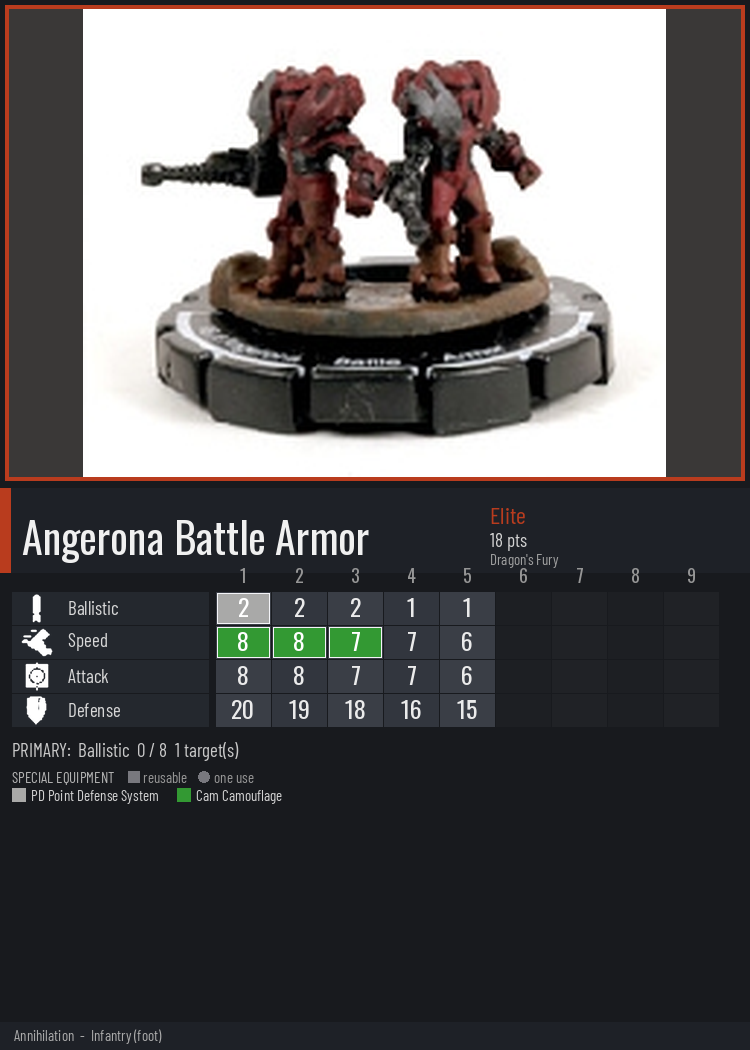 Battle Armor
Angerona Battle Armor
Elite
18 pts
Dragon's Fury
1 2 3 4 5 6 7 8 9
Ballistic 2 2 2 1 1
Speed 8 8 7 7 6
Attack 8 8 7 7 6
Defense 20 19 18 16 15
PRIMARY: Ballistic 0 / 8 1 target(s)
SPECIAL EQUIPMENT reusable one use
PD Point Defense System Cam Camouflage
Annihilation - Infantry (foot)